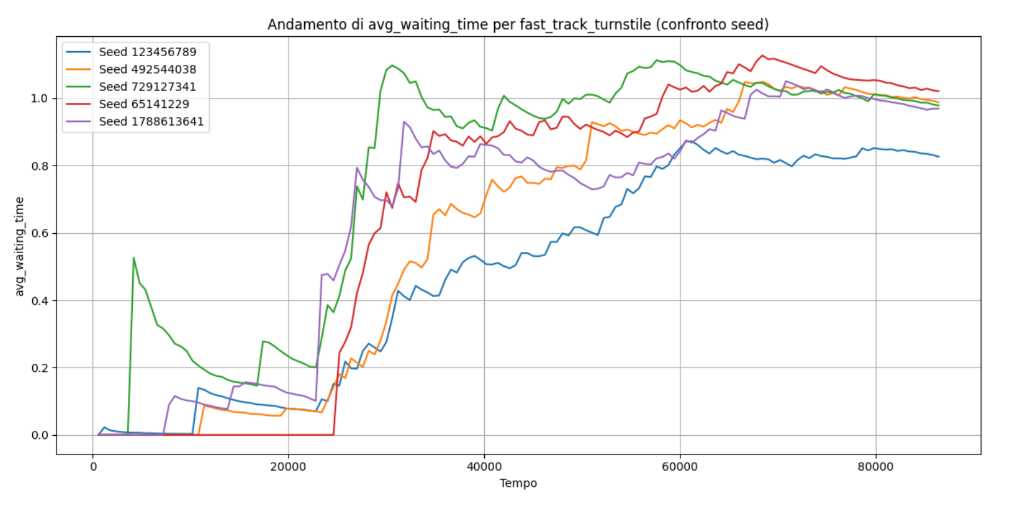 Andamento di avg_waiting_time per fast_track_turnstile (confronto seed)
Seed 123456789
Seed 492544038
Seed 729127341
Seed 65141229
Seed 1788613641
avg_waiting_time
1.0
0.8
0.6
0.4
0.2
0.0
0
20000
40000
60000
80000
Tempo